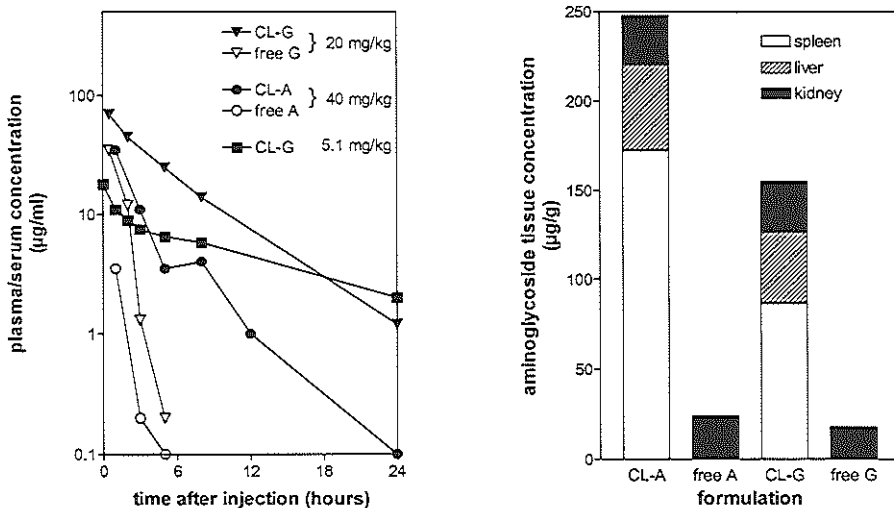 CL-G
free G
} 20 mg/kg
CL-A
free A
} 40 mg/kg
CL-G 5.1 mg/kg
100
10
1
0.1
plasma/serum concentration
(µg/ml)
0 6 12 18 24
time after injection (hours)
250
200
150
100
50
0
aminoglycoside tissue concentration
(µg/g)
spleen
liver
kidney
CL-A free A CL-G free G
formulation